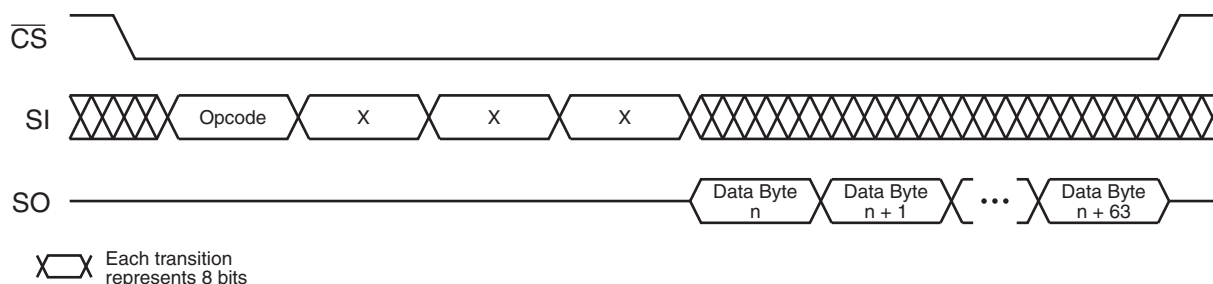 CS
SI
Opcode
X
X
X
SO
Data Byte
n
Data Byte
n + 1
•••
Data Byte
n + 63
Each transition
represents 8 bits